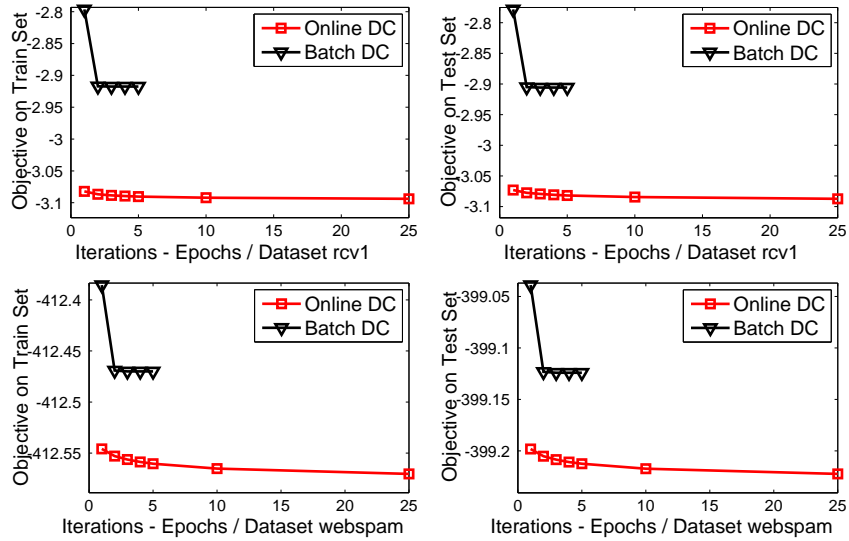 Objective on Train Set
-2.8
-2.85
-2.9
-2.95
-3
-3.05
-3.1
0 5 10 15 20 25
Online DC
Batch DC
Iterations - Epochs / Dataset rcv1
Objective on Test Set
-2.8
-2.85
-2.9
-2.95
-3
-3.05
-3.1
0 5 10 15 20 25
Online DC
Batch DC
Iterations - Epochs / Dataset rcv1
Objective on Train Set
-412.4
-412.45
-412.5
-412.55
0 5 10 15 20 25
Online DC
Batch DC
Iterations - Epochs / Dataset webspam
Objective on Test Set
-399.05
-399.1
-399.15
-399.2
0 5 10 15 20 25
Online DC
Batch DC
Iterations - Epochs / Dataset webspam